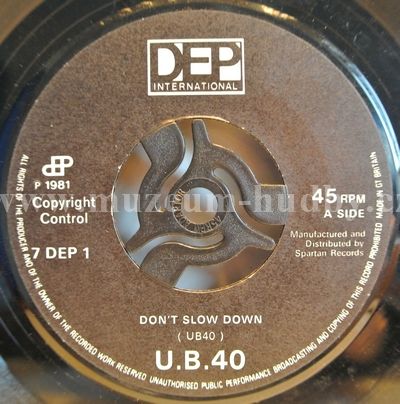 DEP
INTERNATIONAL
P 1981
Copyright
Control
7 DEP 1
45 RPM
A SIDE
Manufactured and
Distributed by
Spartan Records
DON'T SLOW DOWN
( UB40 )
U.B.40
ALL RIGHTS OF THE PRODUCER AND OF THE OWNER OF THE RECORDED WORK RESERVED UNAUTHORISED PUBLIC PERFORMANCE BROADCASTING AND COPYING OF THIS RECORD PROHIBITED MADE IN GT BRITAIN